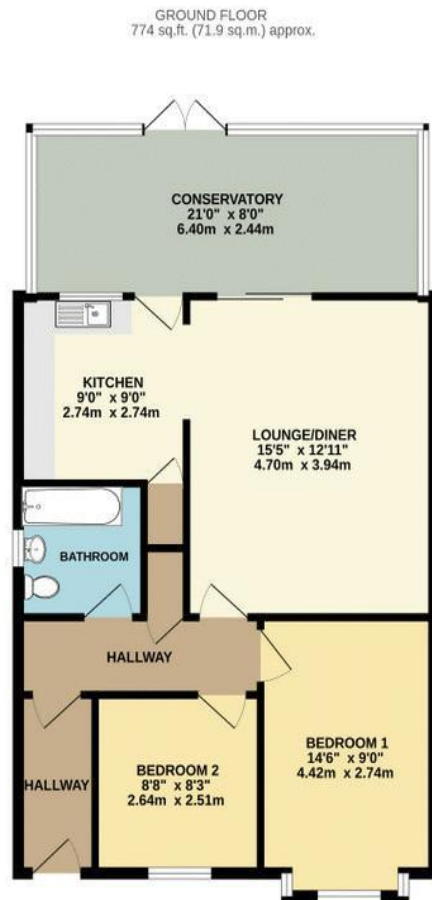 GROUND FLOOR
774 sq.ft. (71.9 sq.m.) approx.
CONSERVATORY
21'0" x 8'0"
6.40m x 2.44m
KITCHEN
9'0" x 9'0"
2.74m x 2.74m
LOUNGE/DINER
15'5" x 12'11"
4.70m x 3.94m
BATHROOM
HALLWAY
BEDROOM 1
14'6" x 9'0"
4.42m x 2.74m
BEDROOM 2
8'8" x 8'3"
2.64m x 2.51m
HALLWAY